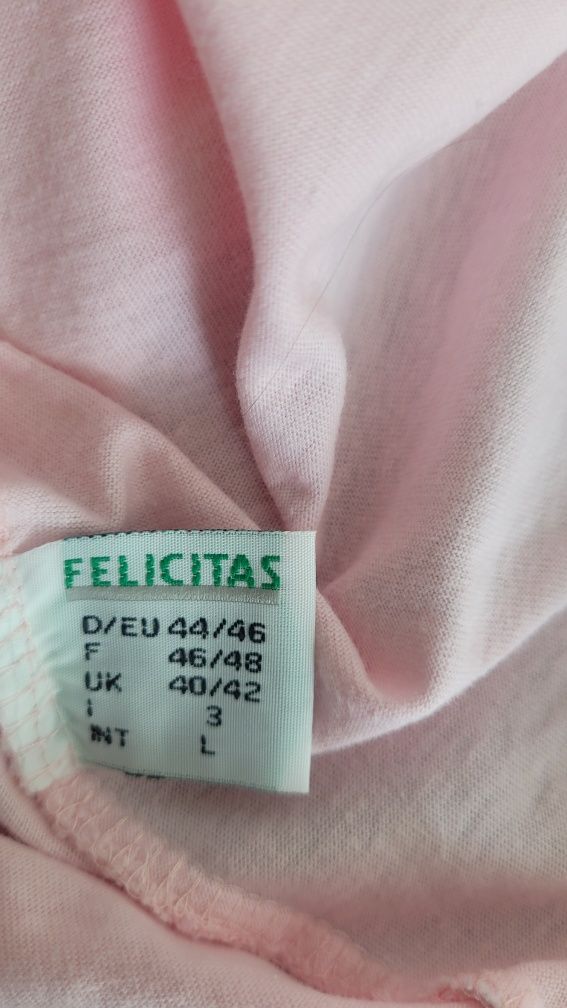 FELICITAS
D/EU 44/46
F 46/48
UK 40/42
I 3
INT L